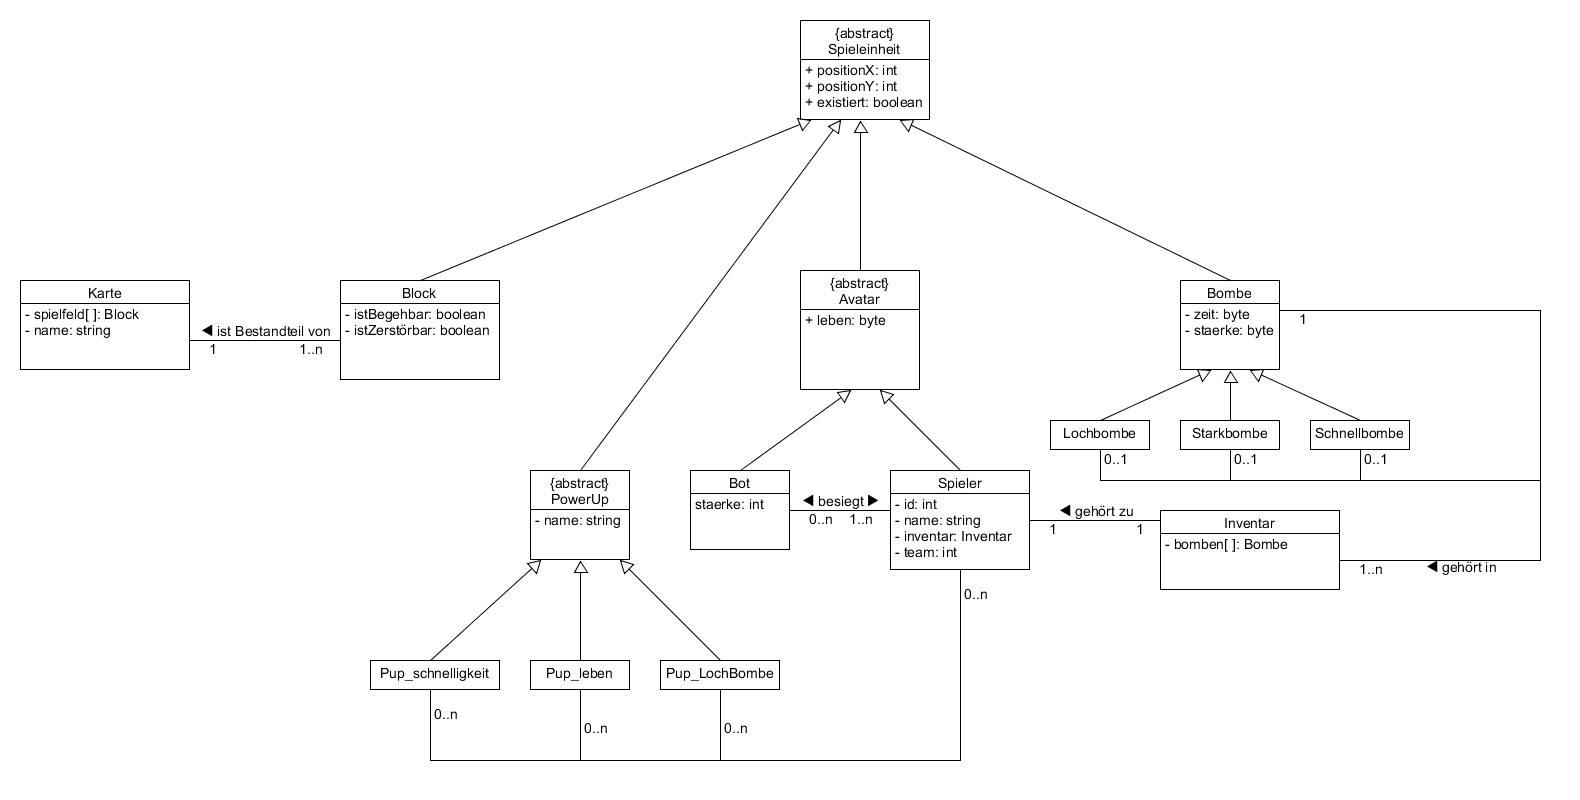 {abstract}
Spieleinheit
+ positionX: int
+ positionY: int
+ existiert: boolean
Karte
- spielfeld[ ]: Block
- name: string
◀ ist Bestandteil von
1
1..n
Block
- istBegehbar: boolean
- istZerstörbar: boolean
{abstract}
Avatar
+ leben: byte
Bombe
- zeit: byte
- staerke: byte
1
Lochbombe
Starkbombe
Schnellbombe
0..1
0..1
0..1
{abstract}
PowerUp
- name: string
Bot
staerke: int
◀ besiegt ▶
0..n
1..n
Spieler
- id: int
- name: string
- inventar: Inventar
- team: int
◀ gehört zu
1
1
Inventar
- bomben[ ]: Bombe
1..n
◀ gehört in
0..n
Pup_schnelligkeit
Pup_leben
Pup_LochBombe
0..n
0..n
0..n